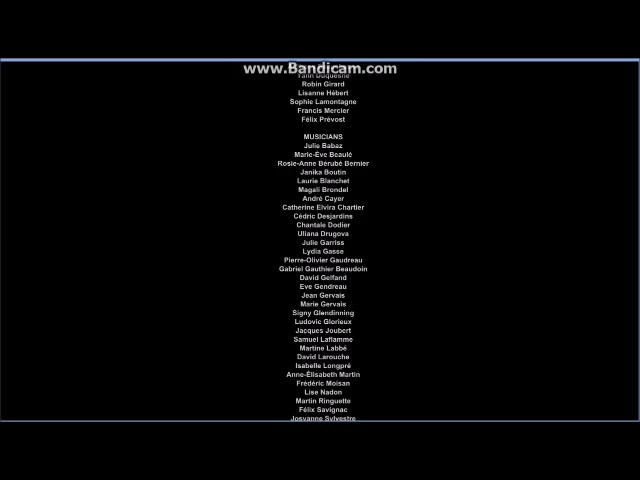 www.Bandicam.com
Yann Duquesne
Robin Girard
Lisanne Hébert
Sophie Lamontagne
Francis Mercier
Félix Prévost
MUSICIANS
Julie Babaz
Marie-Ève Beaulé
Rosie-Anne Bérubé Bernier
Janika Boutin
Laurie Blanchet
Magali Brondel
André Cayer
Catherine Elvira Chartier
Cédric Desjardins
Chantale Dodier
Uliana Drugova
Julie Garriss
Lydia Gasse
Pierre-Olivier Gaudreau
Gabriel Gauthier Beaudoin
David Gelfand
Eve Gendreau
Jean Gervais
Marie Gervais
Signy Glendinning
Ludovic Glorieux
Jacques Joubert
Samuel Laflamme
Martine Labbé
David Larouche
Isabelle Longpré
Anne-Élisabeth Martin
Frédéric Moisan
Lise Nadon
Martin Ringuette
Félix Savignac
Josyanne Sylvestre